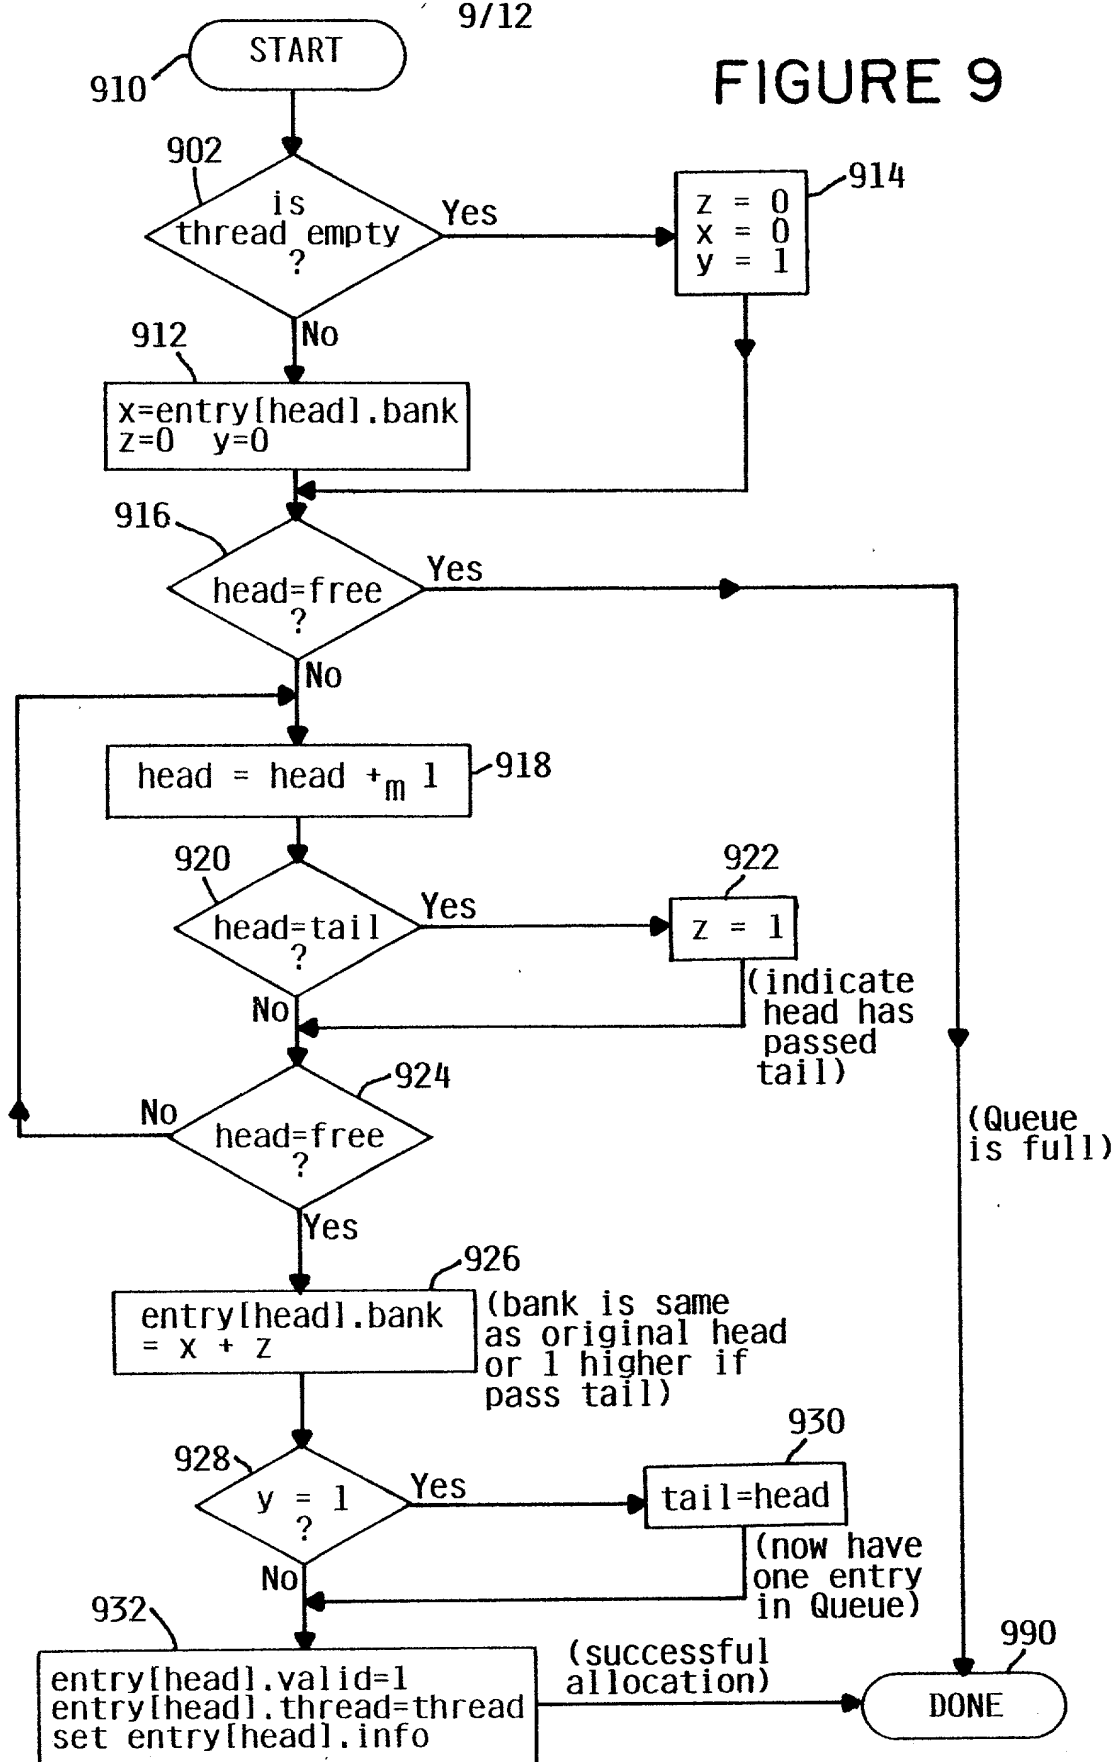 9/12
START
910
FIGURE 9
902
is
thread empty
?
Yes
914
z = 0
x = 0
y = 1
No
912
x=entry[head].bank
z=0 y=0
916
head=free
?
Yes
No
head = head +m 1
918
920
head=tail
?
Yes
922
z = 1
(indicate
head has
passed
tail)
No
924
head=free
?
No
(Queue
is full)
Yes
926
entry[head].bank
= x + z
(bank is same
as original head
or 1 higher if
pass tail)
928
y = 1
?
Yes
930
tail=head
(now have
one entry
in Queue)
No
932
entry[head].valid=1
entry[head].thread=thread
set entry[head].info
(successful
allocation)
990
DONE